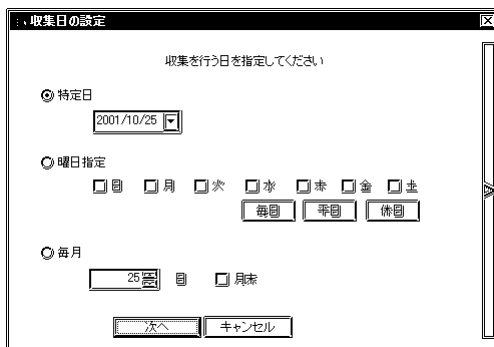 収集日の設定
収集を行う日を指定してください
特定日
2001/10/25
曜日指定
日 月 火 水 木 金 土
毎日 平日 休日
毎月
25 日 月末
次へ キャンセル